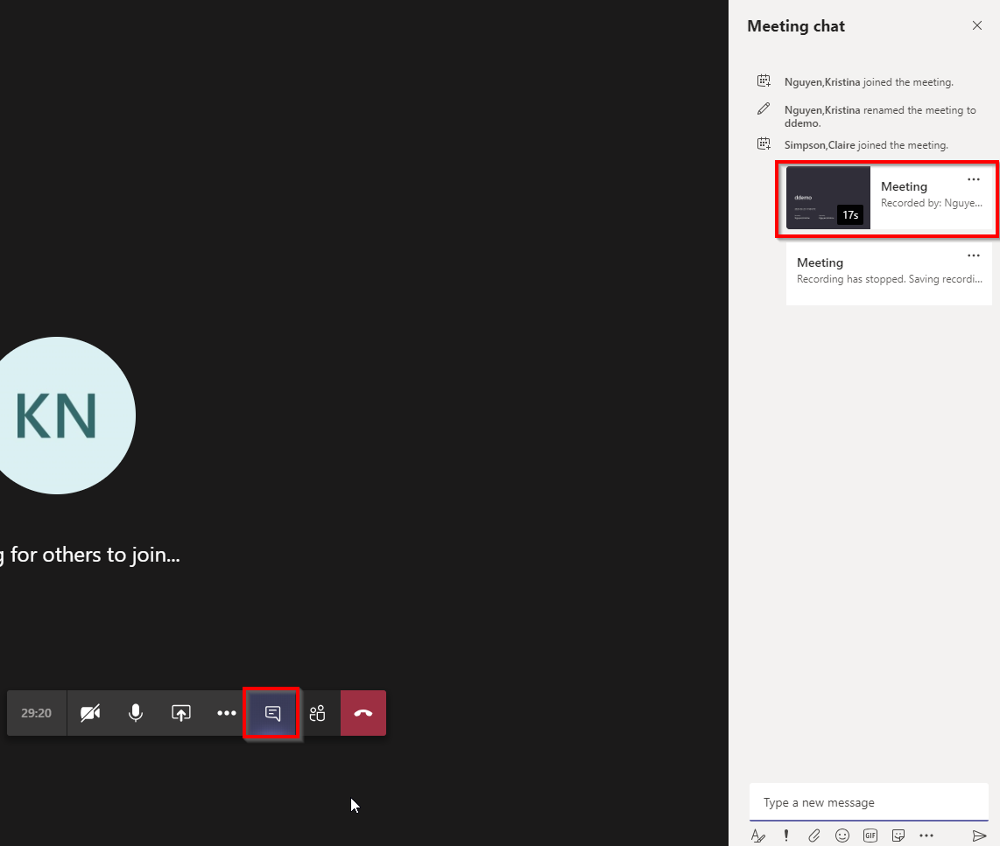 Meeting chat
Nguyen,Kristina joined the meeting.
Nguyen,Kristina renamed the meeting to
ddemo.
Simpson,Claire joined the meeting.
ddemo
17s
Meeting
Recorded by: Nguye...
Meeting
Recording has stopped. Saving recordi...
KN
for others to join...
29:20
Type a new message
GIF